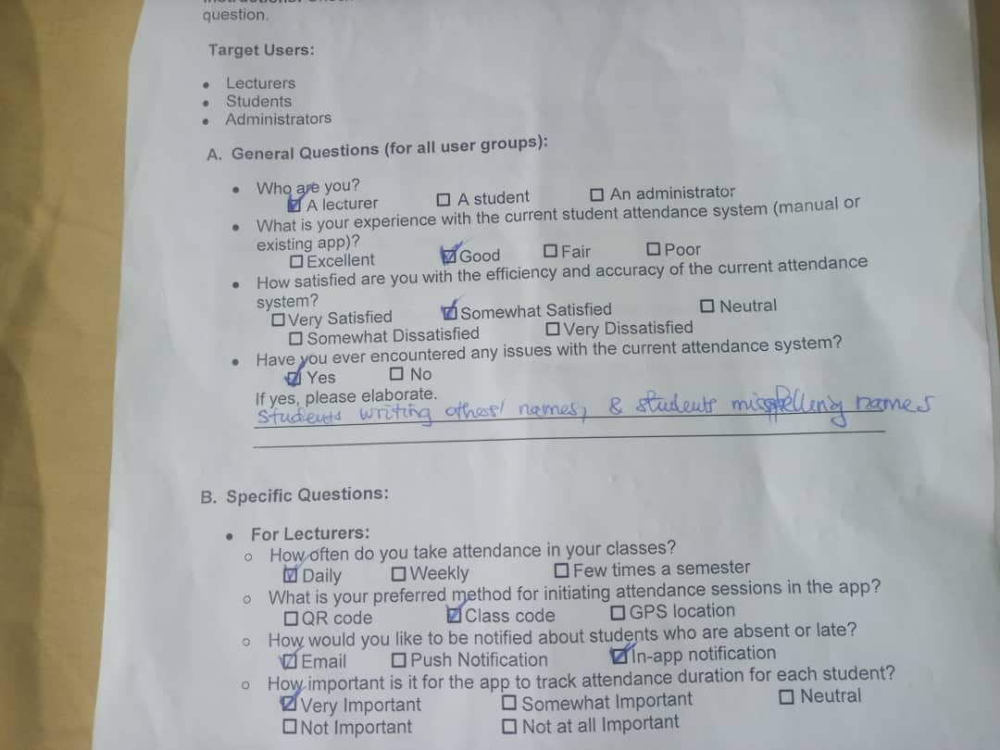 question.
Target Users:
• Lecturers
• Students
• Administrators
A. General Questions (for all user groups):
• Who are you?
☑ A lecturer ☐ A student ☐ An administrator
• What is your experience with the current student attendance system (manual or
existing app)?
☐ Excellent ☑ Good ☐ Fair ☐ Poor
• How satisfied are you with the efficiency and accuracy of the current attendance
system?
☐ Very Satisfied ☑ Somewhat Satisfied ☐ Neutral
☐ Somewhat Dissatisfied ☐ Very Dissatisfied
• Have you ever encountered any issues with the current attendance system?
☑ Yes ☐ No
If yes, please elaborate.
Students writing others' names, & students misspelling names
B. Specific Questions:
• For Lecturers:
o How often do you take attendance in your classes?
☑ Daily ☐ Weekly ☐ Few times a semester
o What is your preferred method for initiating attendance sessions in the app?
☐ QR code ☑ Class code ☐ GPS location
o How would you like to be notified about students who are absent or late?
☑ Email ☐ Push Notification ☑ In-app notification
o How important is it for the app to track attendance duration for each student?
☑ Very Important ☐ Somewhat Important ☐ Neutral
☐ Not Important ☐ Not at all Important